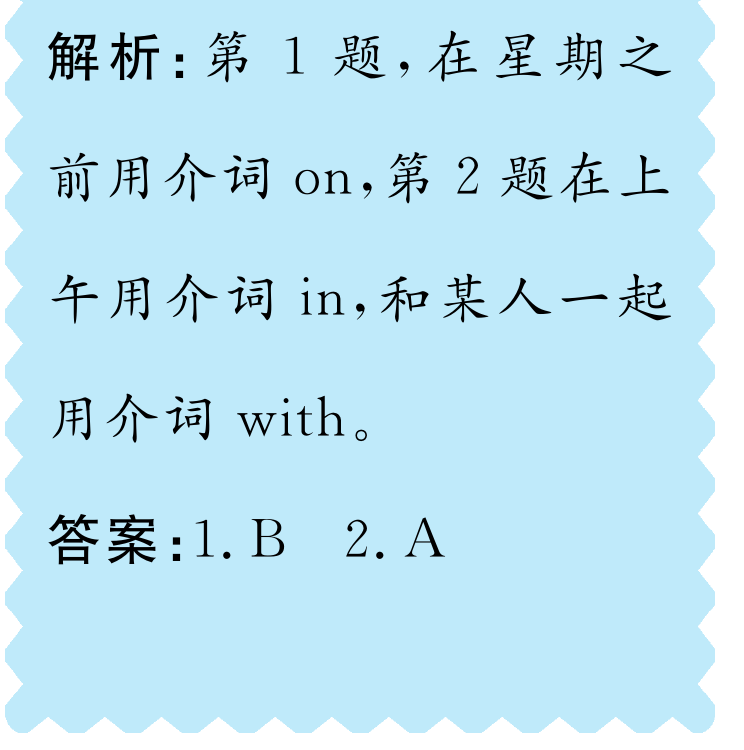 解析:第 1 题,在星期之
前用介词 on,第 2 题在上
午用介词 in,和某人一起
用介词 with。
答案:1. B 2. A